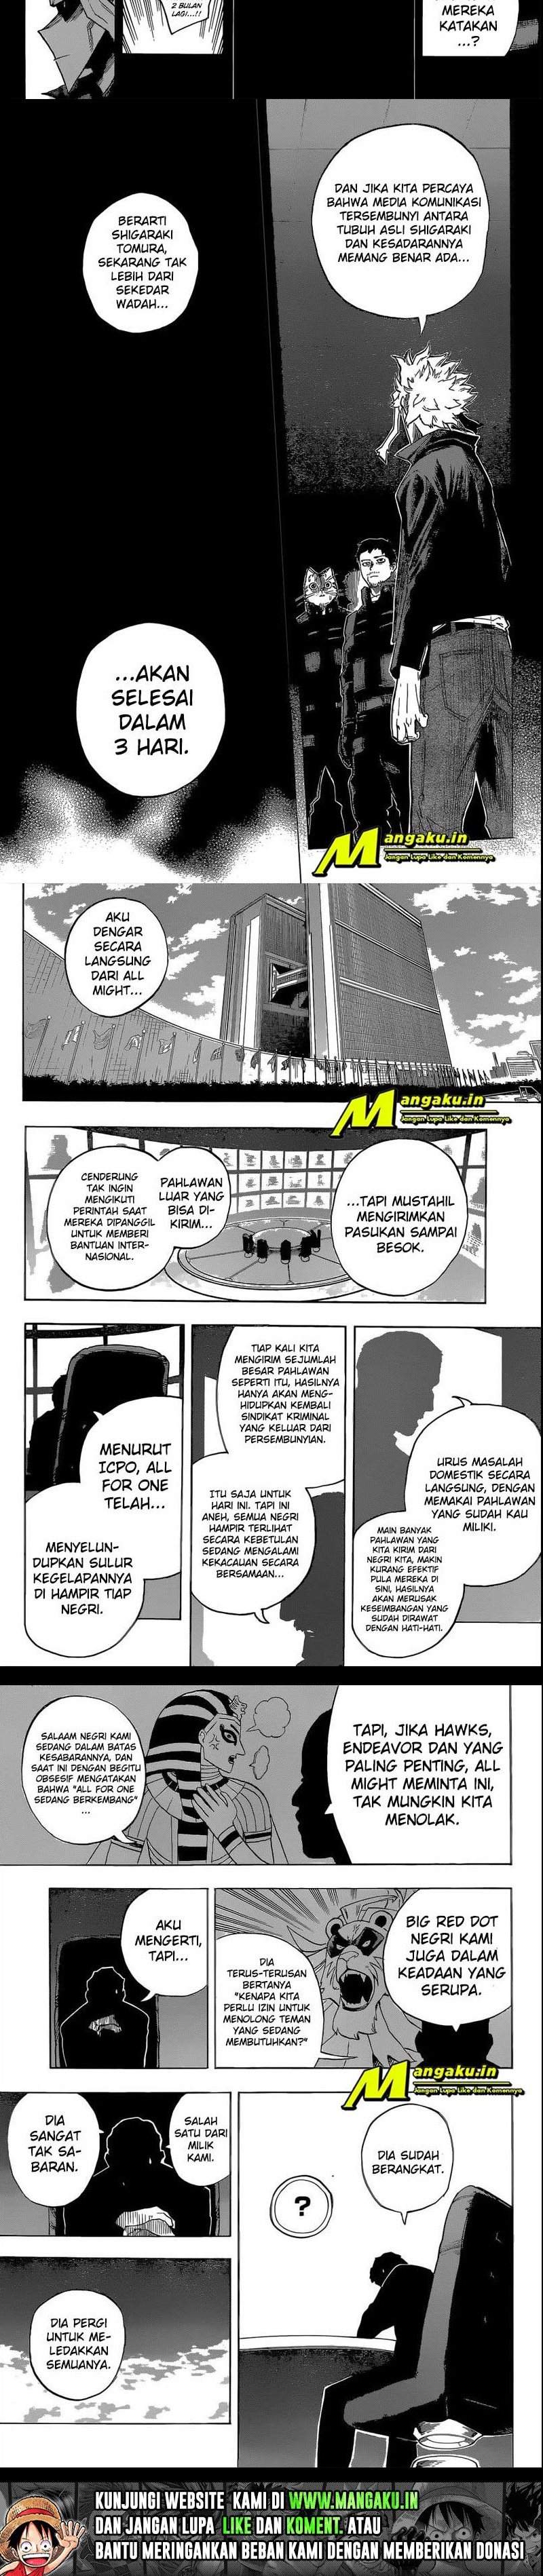 2 BULAN
LAGI...!!
MEREKA
KATAKAN
...?
DAN JIKA KITA PERCAYA
BAHWA MEDIA KOMUNIKASI
TERSEMBUNYI ANTARA
TUBUH ASLI SHIGARAKI
DAN KESADARANNYA
MEMANG BENAR ADA...
BERARTI
SHIGARAKI
TOMURA,
SEKARANG TAK
LEBIH DARI
SEKEDAR
WADAH...
...AKAN
SELESAI
DALAM
3 HARI.
Mangaku.in
Jangan Lupa Like dan Komennya.
AKU
DENGAR
SECARA
LANGSUNG
DARI ALL
MIGHT...
Mangaku.in
Jangan Lupa Like dan Komennya.
...TAPI MUSTAHIL
MENGIRIMKAN
PASUKAN SAMPAI
BESOK.
PAHLAWAN
LUAR YANG
BISA DI-
KIRIM...
CENDERUNG
TAK INGIN
MENGIKUTI
PERINTAH SAAT
MEREKA DIPANGGIL
UNTUK MEMBERI
BANTUAN INTER-
NASIONAL.
URUS MASALAH
DOMESTIK SECARA
LANGSUNG, DENGAN
MEMAKAI PAHLAWAN
YANG SUDAH KAU
MILIKI.
MAIN BANYAK
PAHLAWAN YANG
KITA KIRIM DARI
NEGRI KITA, MAKIN
KURANG EFEKTIF
PULA MEREKA DI
SINI, HASILNYA
AKAN MERUSAK
KESEIMBANGAN YANG
SUDAH DIRAWAT
DENGAN HATI-HATI.
TIAP KALI KITA
MENGIRIM SEJUMLAH
BESAR PAHLAWAN
SEPERTI ITU, HASILNYA
HANYA AKAN MENG-
HIDUPKAN KEMBALI
SINDIKAT KRIMINAL
YANG KELUAR DARI
PERSEMBUNYIAN.
ITU SAJA UNTUK
HARI INI. TAPI INI
ANEH, SEMUA NEGRI
HAMPIR TERLIHAT
SECARA KEBETULAN
SEDANG MENGALAMI
KEKACAUAN SECARA
BERSAMAAN...
MENURUT
ICPO, ALL
FOR ONE
TELAH...
MENYELUN-
DUPKAN SULUR
KEGELAPANNYA
DI HAMPIR TIAP
NEGRI.
TAPI, JIKA HAWKS,
ENDEAVOR DAN YANG
PALING PENTING, ALL
MIGHT MEMINTA INI,
TAK MUNGKIN KITA
MENOLAK.
SALAAM NEGRI KAMI
SEDANG DALAM BATAS
KESABARANNYA, DAN
SAAT INI DENGAN BEGITU
OBSESIF MENGATAKAN
BAHWA "ALL FOR ONE
SEDANG BERKEMBANG"
...
BIG RED DOT
NEGRI KAMI
JUGA DALAM
KEADAAN YANG
SERUPA.
DIA
TERUS-TERUSAN
BERTANYA
"KENAPA KITA
PERLU IZIN UNTUK
MENOLONG TEMAN
YANG SEDANG
MEMBUTUHKAN?"
AKU
MENGERTI,
TAPI...
Mangaku.in
Jangan Lupa Like dan Komennya.
DIA SUDAH
BERANGKAT.
?
SALAH
SATU DARI
MILIK
KAMI.
DIA
SANGAT
TAK SA-
BARAN.
DIA PERGI
UNTUK ME-
LEDAKKAN
SEMUANYA.
KUNJUNGI WEBSITE KAMI DI WWW.MANGAKU.IN
DAN JANGAN LUPA LIKE DAN KOMENT. ATAU
BANTU MERINGANKAN BEBAN KAMI DENGAN MEMBERIKAN DONASI